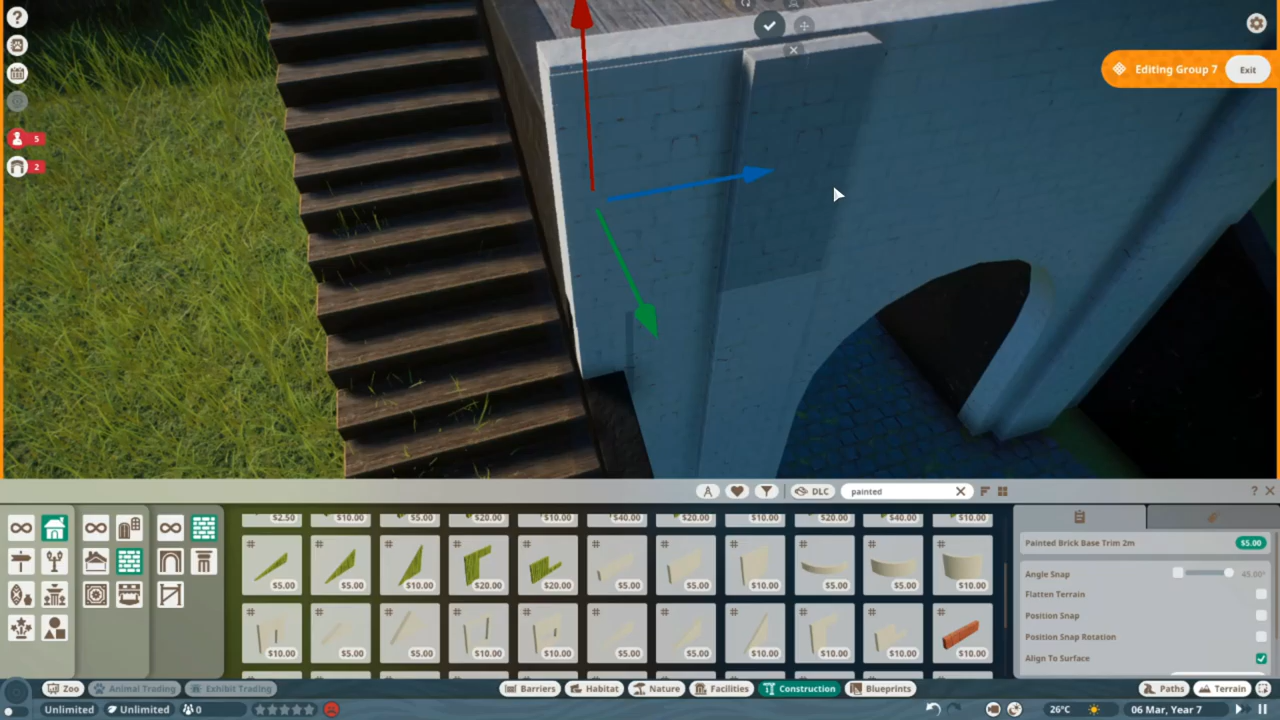 ?
Editing Group 7
Exit
5
2
DLC
painted
?
$2.50
$10.00
$5.00
$20.00
$10.00
$40.00
$20.00
$10.00
$20.00
$40.00
$10.00
Painted Brick Base Trim 2m
$5.00
$5.00
$5.00
$10.00
$20.00
$20.00
$5.00
$5.00
$10.00
$5.00
$5.00
$10.00
Angle Snap
45.00°
Flatten Terrain
Position Snap
Position Snap Rotation
Align To Surface
$10.00
$5.00
$5.00
$10.00
$10.00
$5.00
$5.00
$10.00
$10.00
$10.00
$10.00
Zoo
Animal Trading
Exhibit Trading
Barriers
Habitat
Nature
Facilities
Construction
Blueprints
Paths
Terrain
Unlimited
Unlimited
0
26°C
06 Mar, Year 7